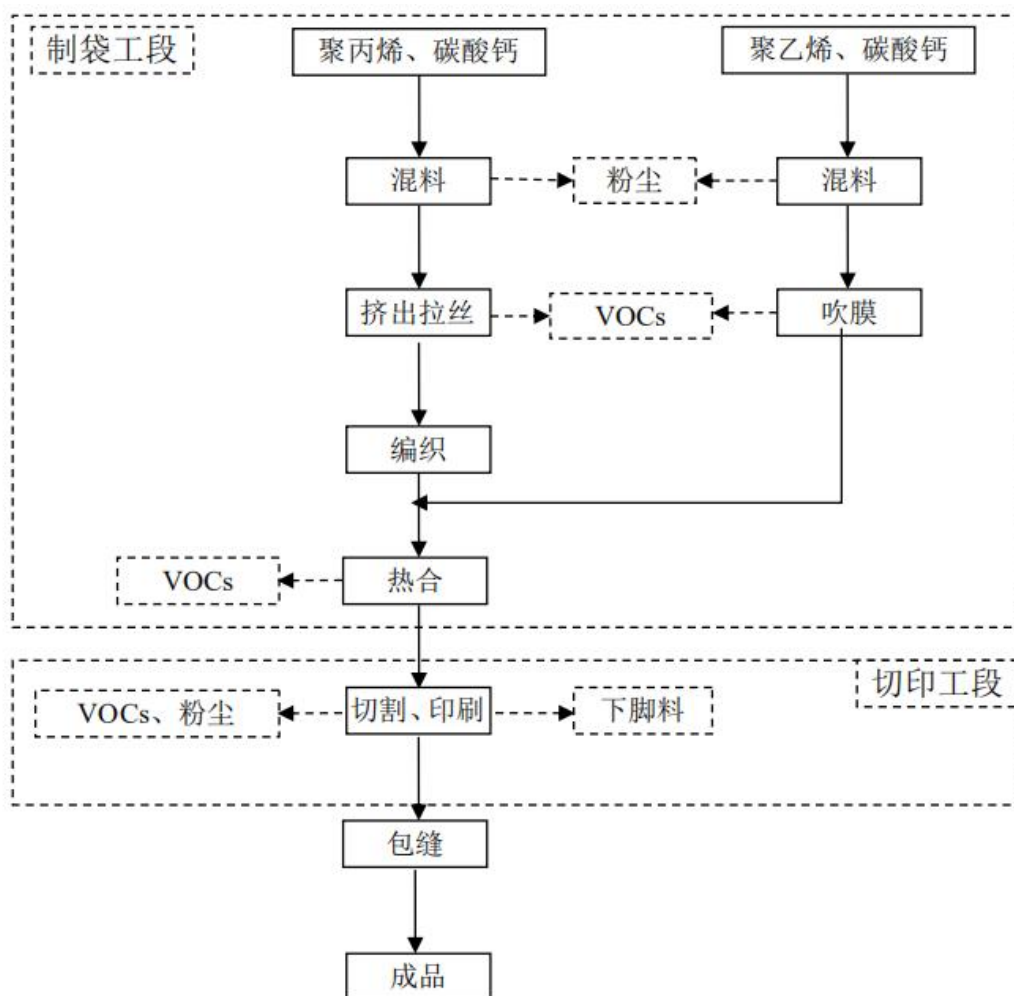 制袋工段
聚丙烯、碳酸钙
聚乙烯、碳酸钙
混料
粉尘
混料
挤出拉丝
VOCs
吹膜
编织
VOCs
热合
切印工段
VOCs、粉尘
切割、印刷
下脚料
包缝
成品